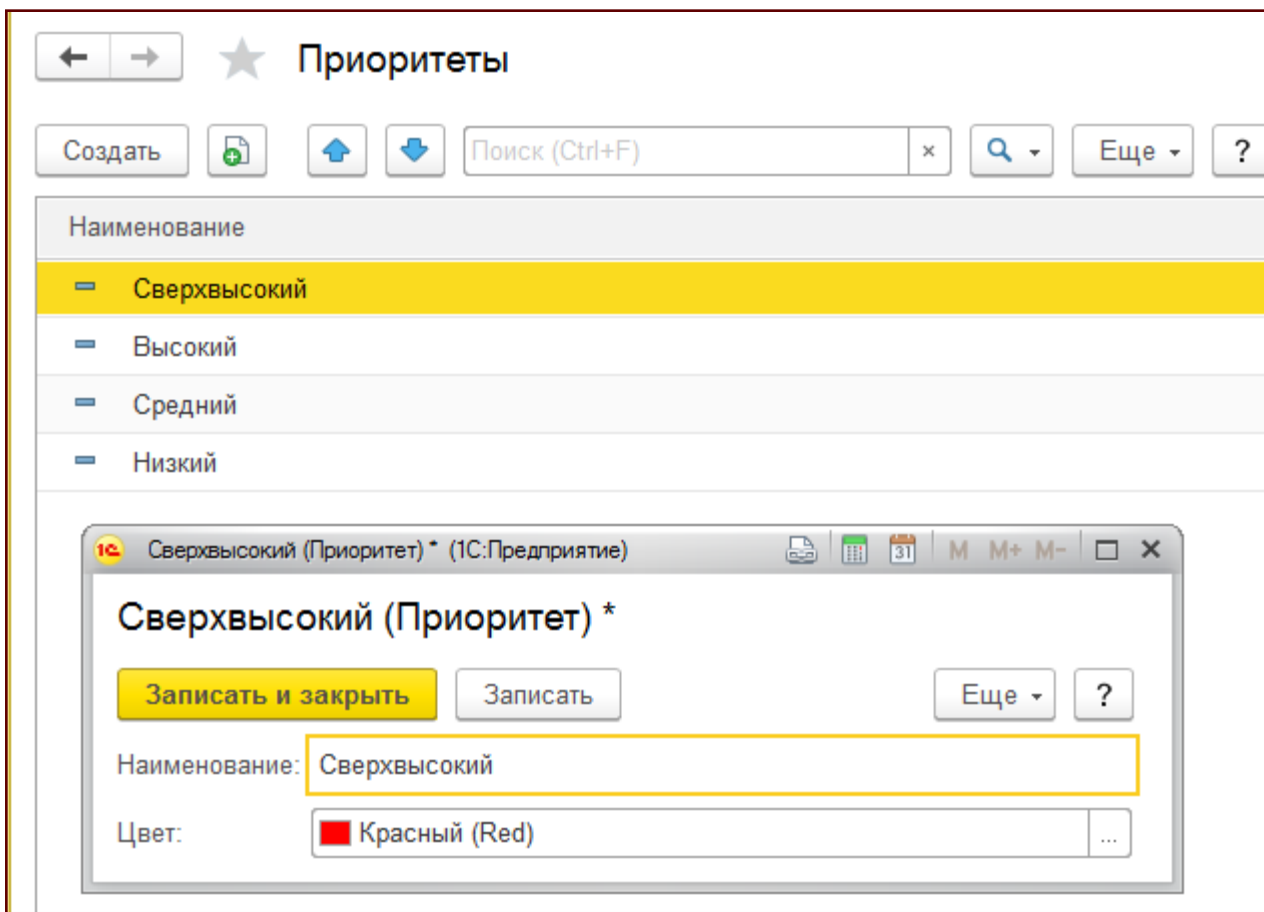 Приоритеты
Создать Поиск (Ctrl+F) × Еще ?
Наименование
Сверхвысокий
Высокий
Средний
Низкий
1С Сверхвысокий (Приоритет) * (1С:Предприятие) 31 M M+ M-
Сверхвысокий (Приоритет) *
Записать и закрыть Записать Еще ?
Наименование: Сверхвысокий
Цвет: Красный (Red) ...